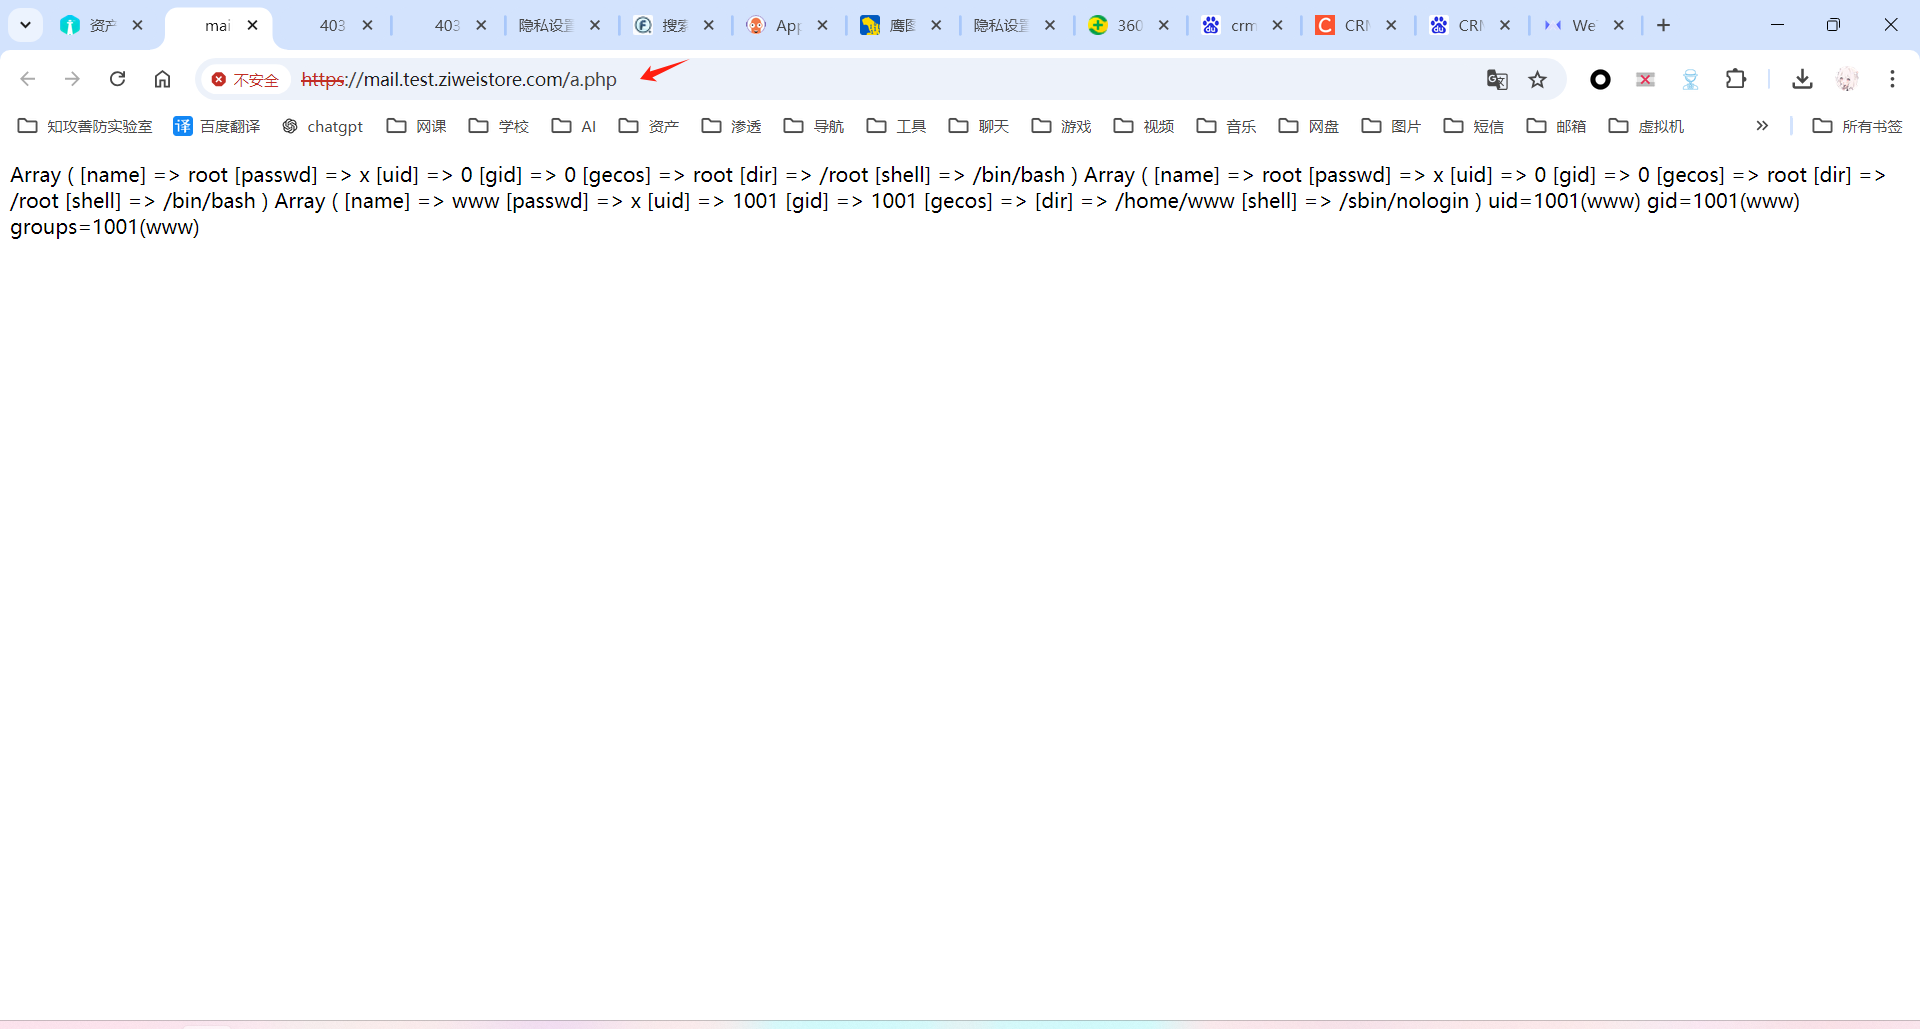 资产
mai
403
403
隐私设置
搜索
App
鹰图
隐私设置
360
crm
CRM
CRM
We
不安全 https://mail.test.ziweistore.com/a.php
知攻善防实验室 译 百度翻译 chatgpt 网课 学校 AI 资产 渗透 导航 工具 聊天 游戏 视频 音乐 网盘 图片 短信 邮箱 虚拟机 » 所有书签
Array ( [name] => root [passwd] => x [uid] => 0 [gid] => 0 [gecos] => root [dir] => /root [shell] => /bin/bash ) Array ( [name] => root [passwd] => x [uid] => 0 [gid] => 0 [gecos] => root [dir] =>
/root [shell] => /bin/bash ) Array ( [name] => www [passwd] => x [uid] => 1001 [gid] => 1001 [gecos] => [dir] => /home/www [shell] => /sbin/nologin ) uid=1001(www) gid=1001(www)
groups=1001(www)